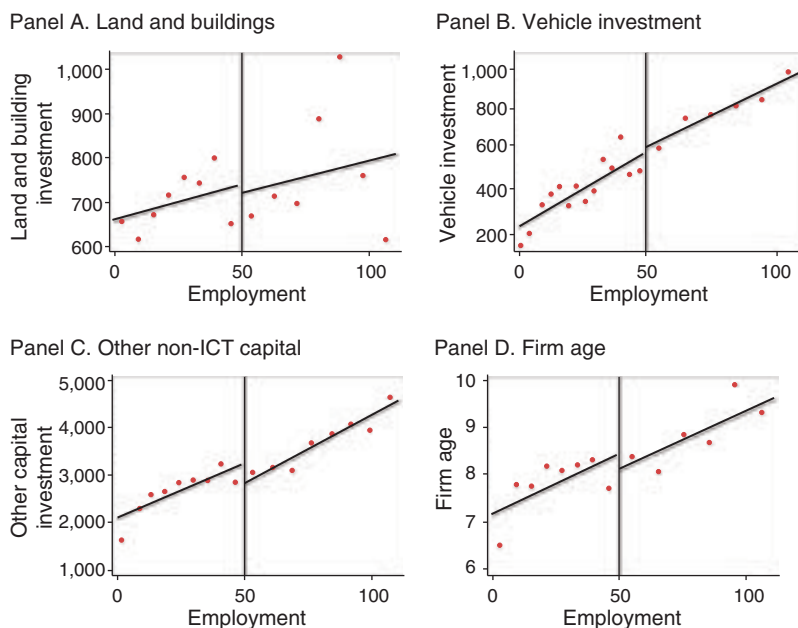 Panel A. Land and buildings
Land and building
investment
1,000
900
800
700
600
0
50
100
Employment
Panel B. Vehicle investment
Vehicle investment
1,000
800
600
400
200
0
50
100
Employment
Panel C. Other non-ICT capital
Other capital
investment
5,000
4,000
3,000
2,000
1,000
0
50
100
Employment
Panel D. Firm age
Firm age
10
9
8
7
6
0
50
100
Employment